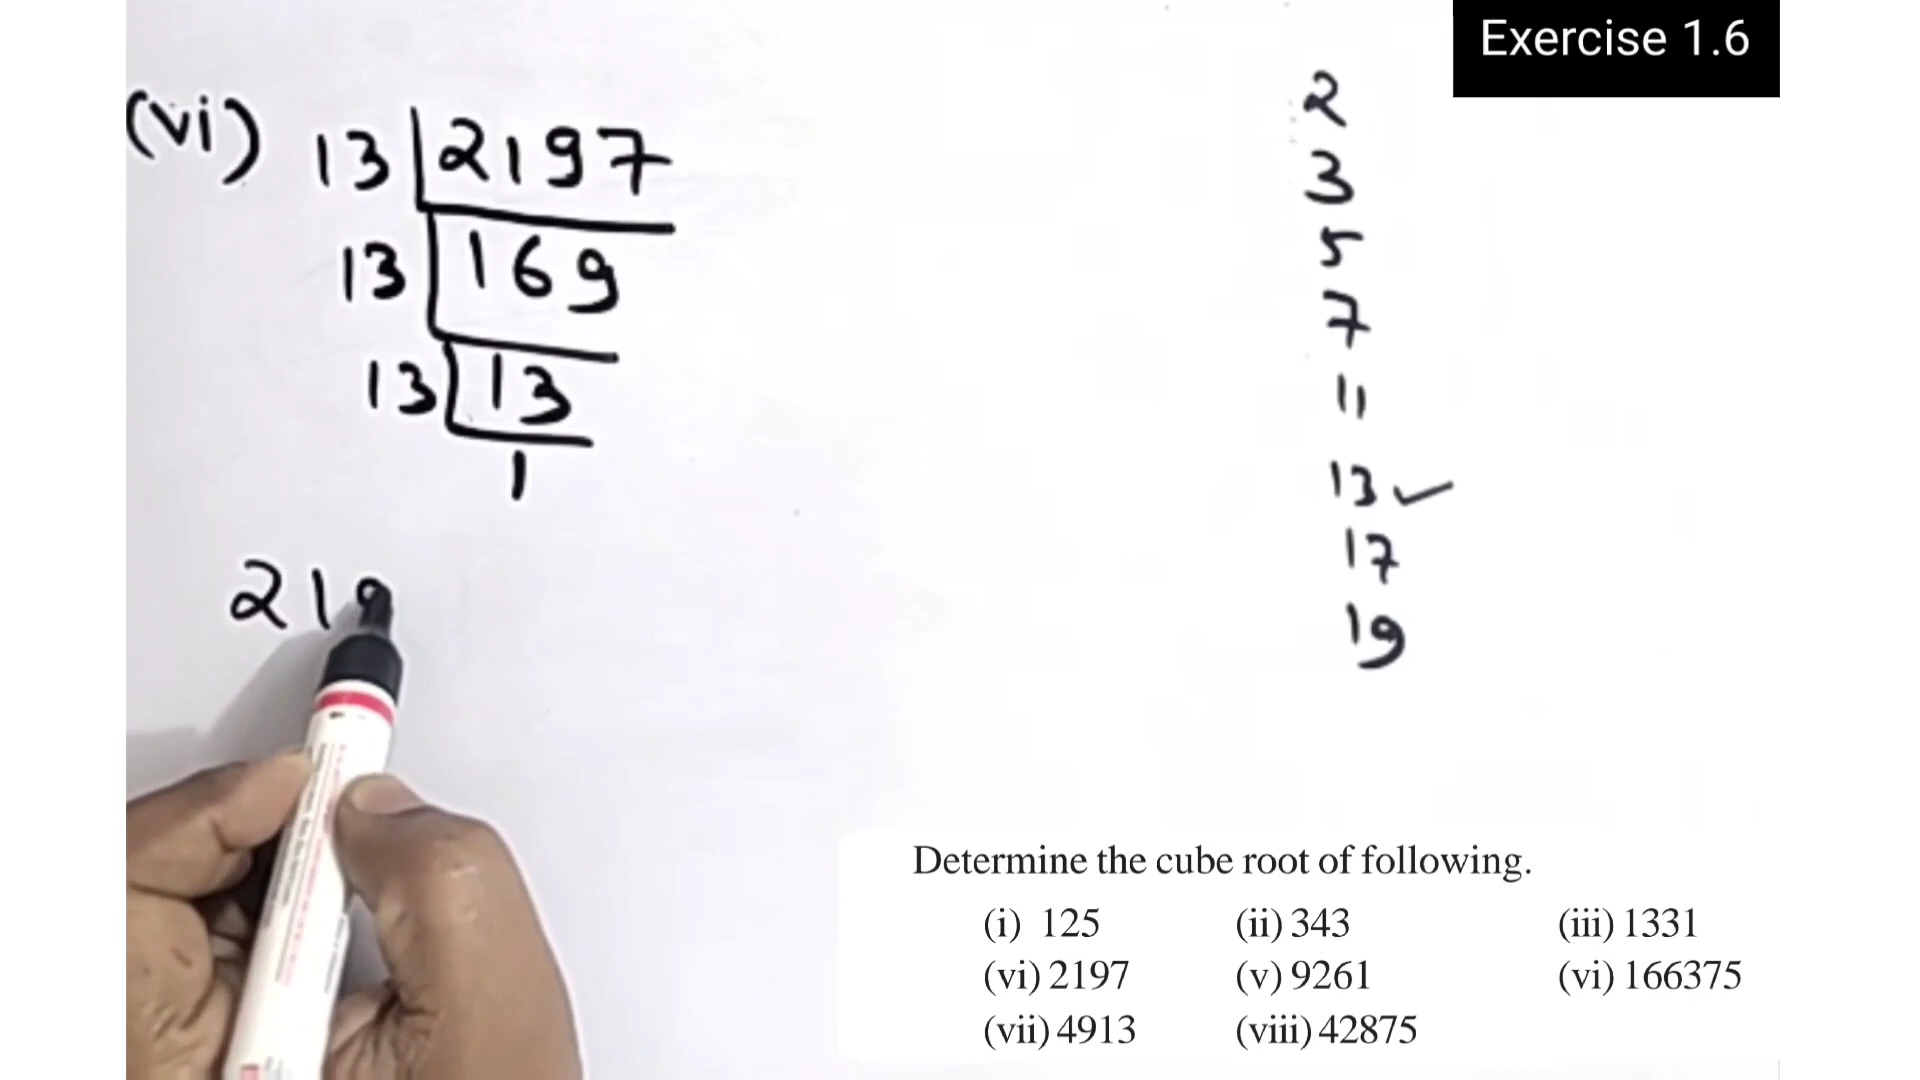 Exercise 1.6
(vi) 13 2197
13 169
13 13
1
219
2
3
5
7
11
13 ✓
17
19
Determine the cube root of following.
(i) 125 (ii) 343 (iii) 1331
(vi) 2197 (v) 9261 (vi) 166375
(vii) 4913 (viii) 42875